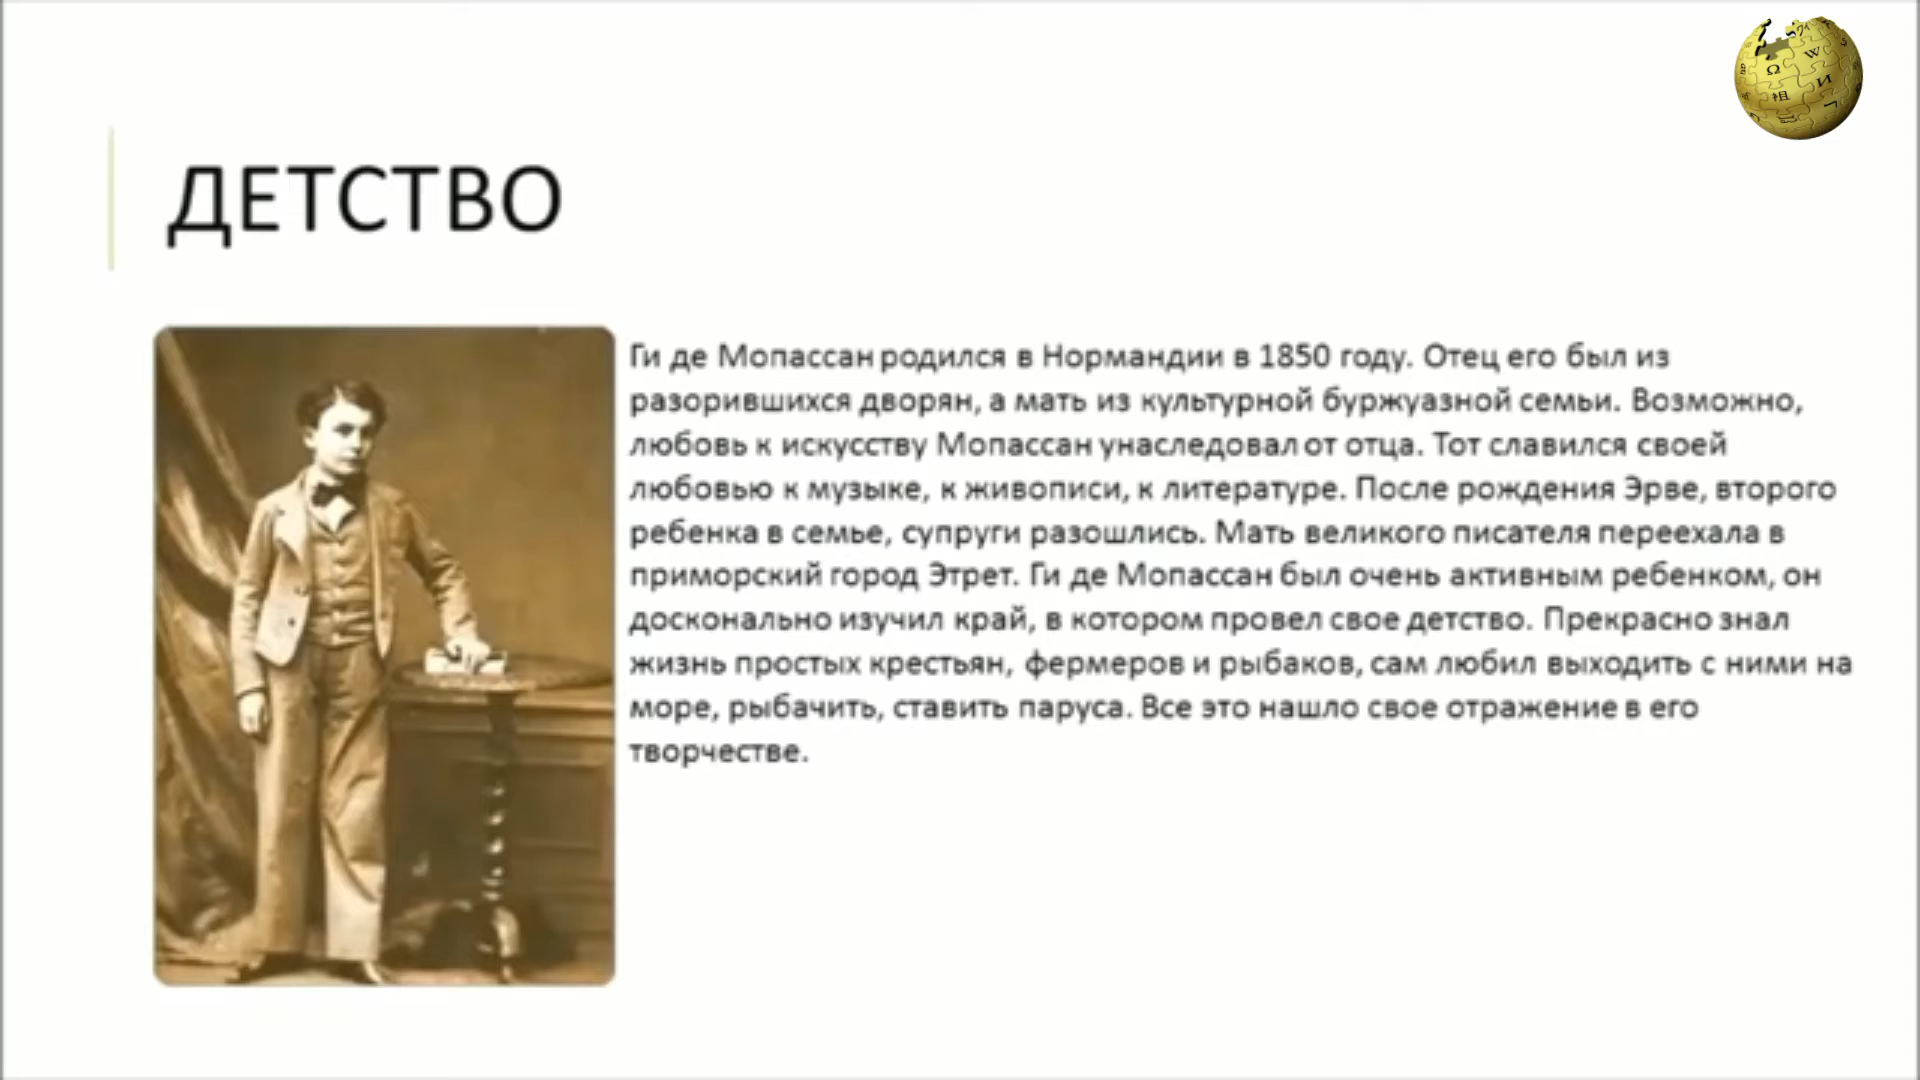 ДЕТСТВО
Ги де Мопассан родился в Нормандии в 1850 году. Отец его был из
разорившихся дворян, а мать из культурной буржуазной семьи. Возможно,
любовь к искусству Мопассан унаследовал от отца. Тот славился своей
любовью к музыке, к живописи, к литературе. После рождения Эрве, второго
ребенка в семье, супруги разошлись. Мать великого писателя переехала в
приморский город Этрет. Ги де Мопассан был очень активным ребенком, он
досконально изучил край, в котором провел свое детство. Прекрасно знал
жизнь простых крестьян, фермеров и рыбаков, сам любил выходить с ними на
море, рыбачить, ставить паруса. Все это нашло свое отражение в его
творчестве.